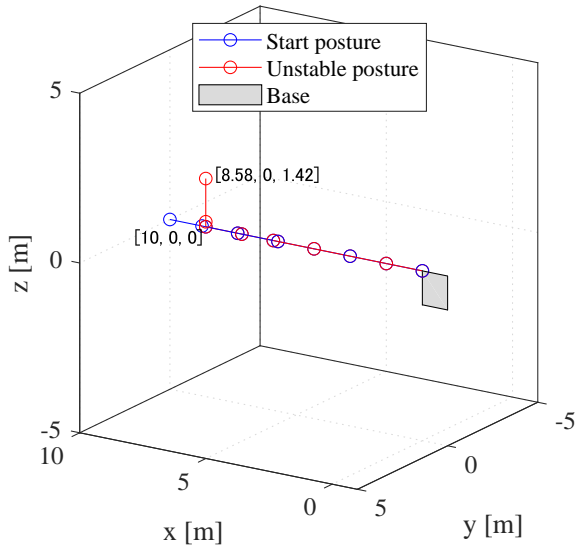 Start posture
Unstable posture
Base
5
0
-5
z [m]
[8.58, 0, 1.42]
[10, 0, 0]
10
5
0
x [m]
5
0
-5
y [m]